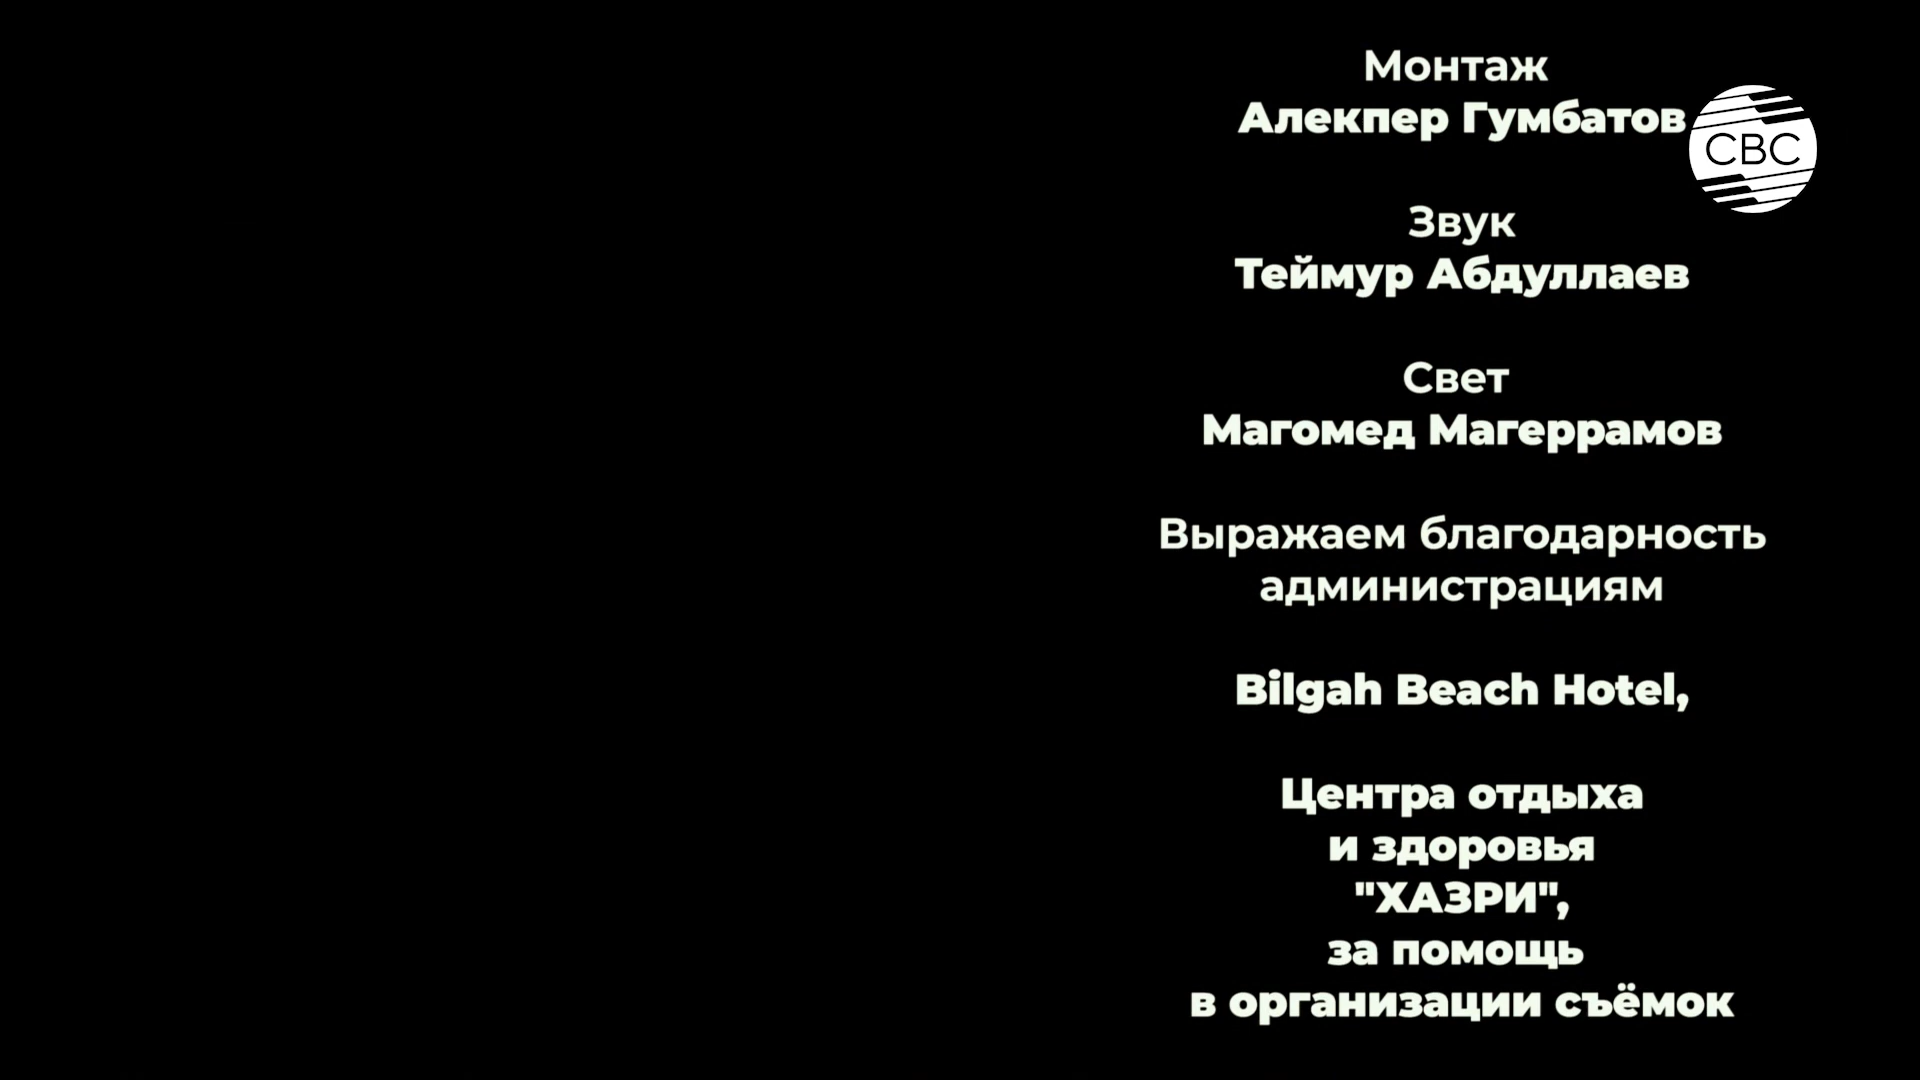 Монтаж
Алекпер Гумбатов
CBC
Звук
Теймур Абдуллаев
Свет
Магомед Магеррамов
Выражаем благодарность
администрациям
Bilgah Beach Hotel,
Центра отдыха
и здоровья
"ХАЗРИ",
за помощь
в организации съёмок